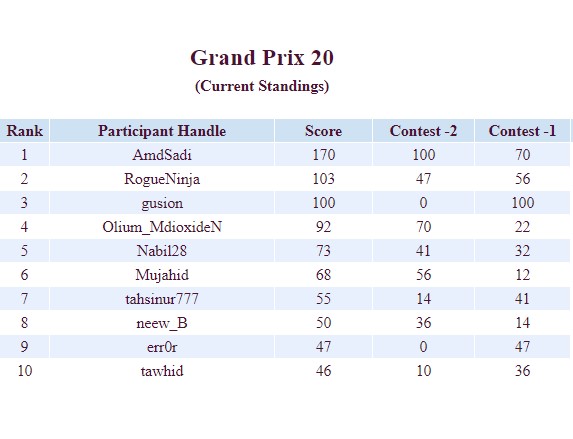 Grand Prix 20
(Current Standings)
Rank Participant Handle Score Contest -2 Contest -1
1 AmdSadi 170 100 70
2 RogueNinja 103 47 56
3 gusion 100 0 100
4 Olium_MdioxideN 92 70 22
5 Nabil28 73 41 32
6 Mujahid 68 56 12
7 tahsinur777 55 14 41
8 neew_B 50 36 14
9 err0r 47 0 47
10 tawhid 46 10 36